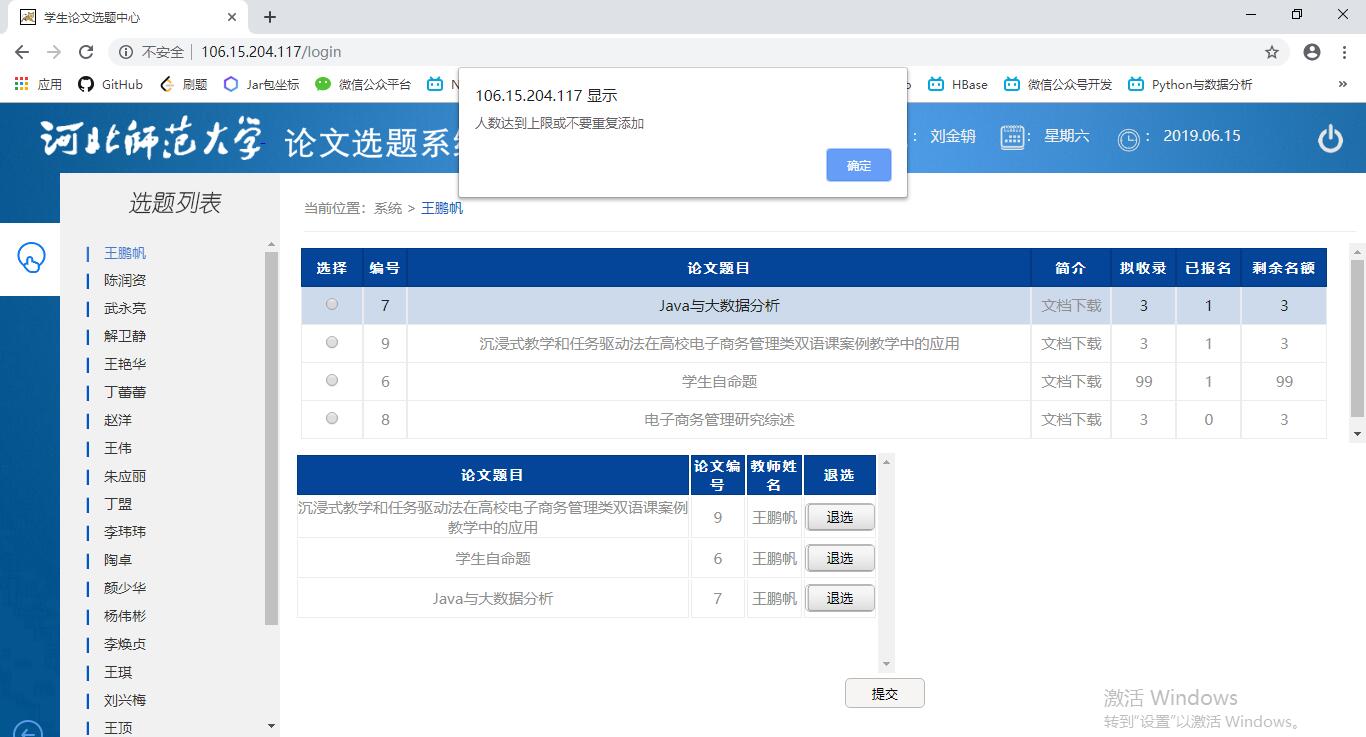 学生论文选题中心
不安全 106.15.204.117/login
应用 GitHub 刷题 Jar包坐标 微信公众平台 HBase 微信公众号开发 Python与数据分析 »
106.15.204.117 显示
人数达到上限或不要重复添加
确定
河北师范大学 论文选题系统 : 刘金轫 : 星期六 : 2019.06.15
选题列表
当前位置: 系统 > 王鹏帆
王鹏帆
陈润资
武永亮
解卫静
王艳华
丁蕾蕾
赵洋
王伟
朱应丽
丁盟
李玮玮
陶卓
颜少华
杨伟彬
李焕贞
王琪
刘兴梅
王顶
选择 编号 论文题目 简介 拟收录 已报名 剩余名额
7 Java与大数据分析 文档下载 3 1 3
9 沉浸式教学和任务驱动法在高校电子商务管理类双语课案例教学中的应用 文档下载 3 1 3
6 学生自命题 文档下载 99 1 99
8 电子商务管理研究综述 文档下载 3 0 3
论文题目 论文编号 教师姓名 退选
沉浸式教学和任务驱动法在高校电子商务管理类双语课案例
教学中的应用 9 王鹏帆 退选
学生自命题 6 王鹏帆 退选
Java与大数据分析 7 王鹏帆 退选
提交
激活 Windows
转到"设置"以激活 Windows。